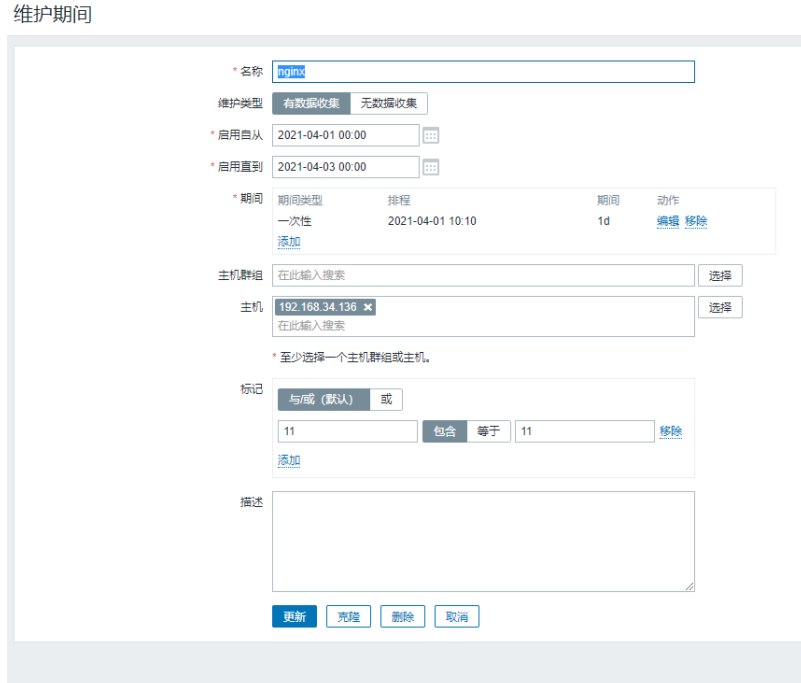 维护期间
* 名称 nginx
维护类型 有数据收集 无数据收集
* 启用自从 2021-04-01 00:00
* 启用直到 2021-04-03 00:00
* 期间 期间类型 排程 期间 动作
一次性 2021-04-01 10:10 1d 编辑 移除
添加
主机群组 在此输入搜索 选择
主机 192.168.34.136 × 选择
在此输入搜索
* 至少选择一个主机群组或主机。
标记 与/或（默认） 或
11 包含 等于 11 移除
添加
描述
更新 克隆 删除 取消